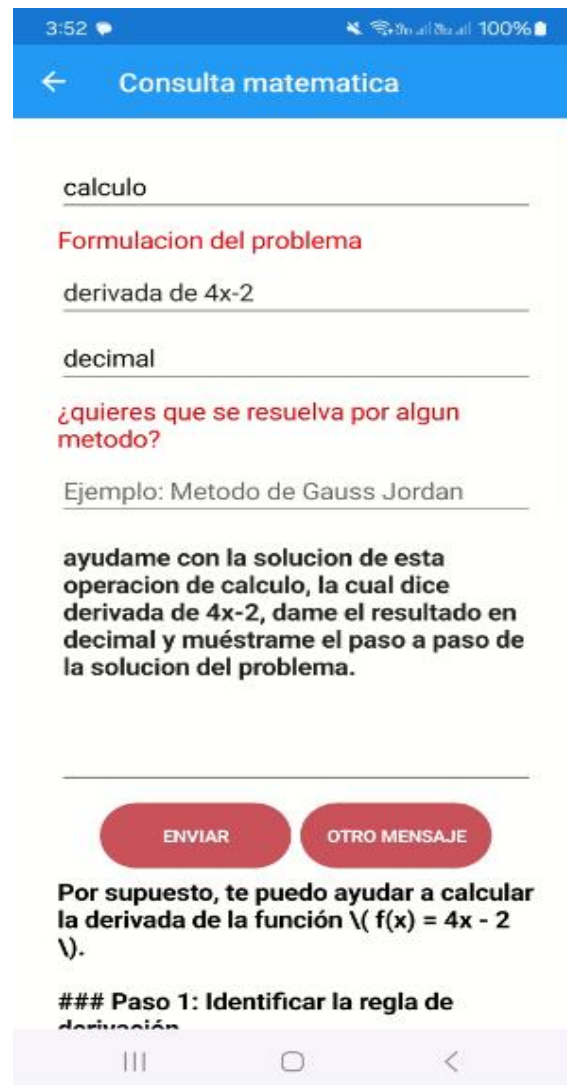 3:52
100%
Consulta matematica
calculo
Formulacion del problema
derivada de 4x-2
decimal
¿quieres que se resuelva por algun
metodo?
Ejemplo: Metodo de Gauss Jordan
ayudame con la solucion de esta
operacion de calculo, la cual dice
derivada de 4x-2, dame el resultado en
decimal y muéstrame el paso a paso de
la solucion del problema.
ENVIAR
OTRO MENSAJE
Por supuesto, te puedo ayudar a calcular
la derivada de la función \( f(x) = 4x - 2
\).
### Paso 1: Identificar la regla de
derivación